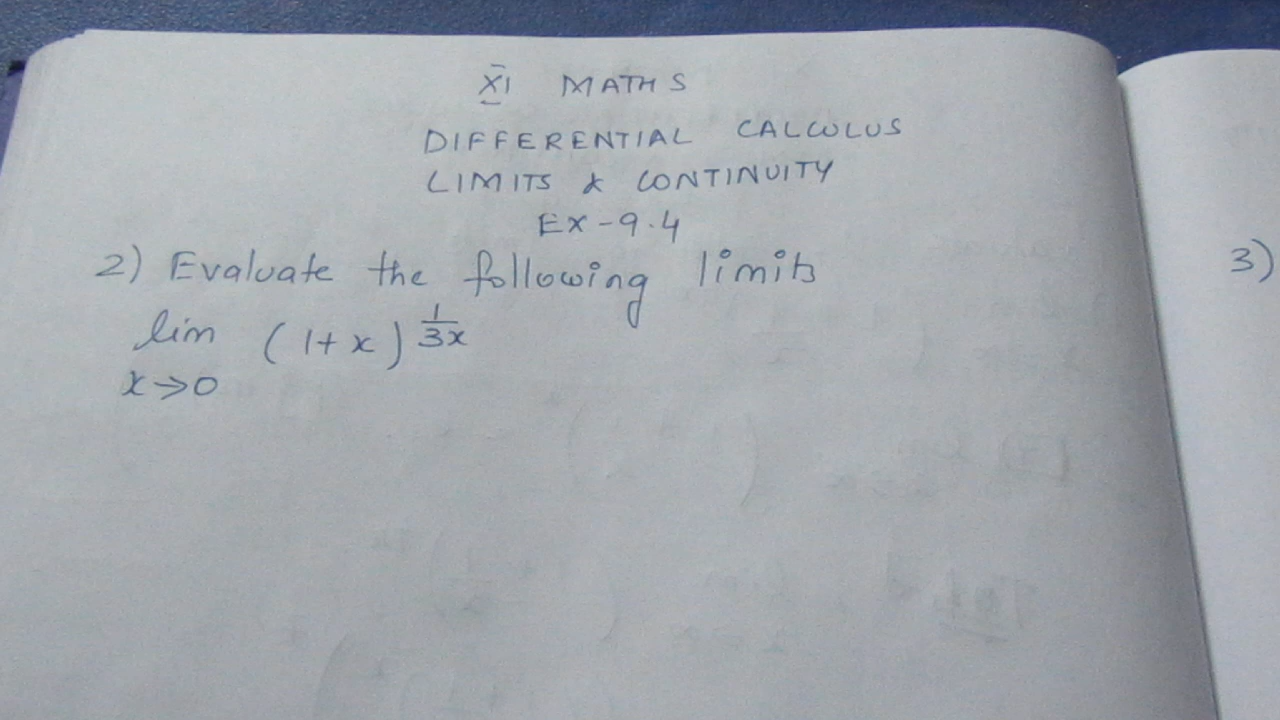 XI MATHS
DIFFERENTIAL CALCULUS
LIMITS & CONTINUITY
EX-9.4
2) Evaluate the following limits
lim (1+x)^{\frac{1}{3x}}
x→0
3)